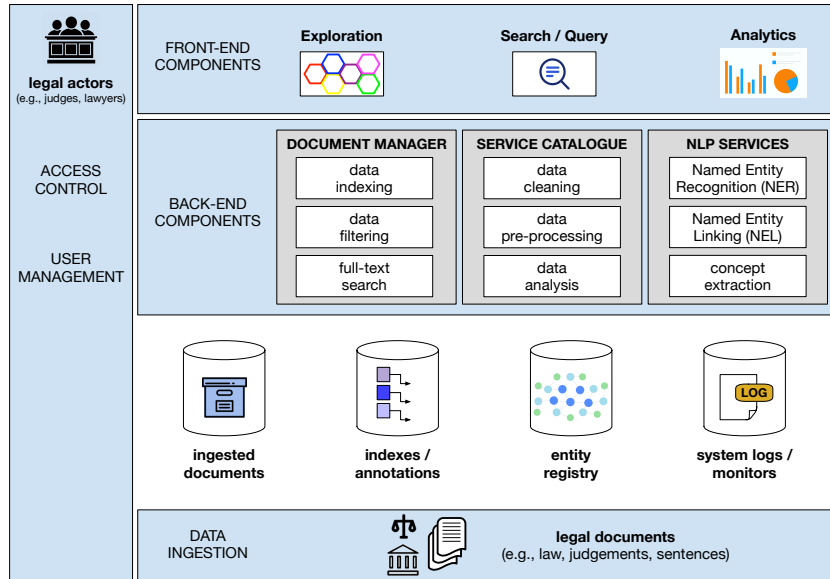 legal actors
(e.g., judges, lawyers)
ACCESS
CONTROL
USER
MANAGEMENT
FRONT-END
COMPONENTS
Exploration
Search / Query
Analytics
BACK-END
COMPONENTS
DOCUMENT MANAGER
data
indexing
data
filtering
full-text
search
SERVICE CATALOGUE
data
cleaning
data
pre-processing
data
analysis
NLP SERVICES
Named Entity
Recognition (NER)
Named Entity
Linking (NEL)
concept
extraction
ingested
documents
indexes /
annotations
entity
registry
LOG
system logs /
monitors
DATA
INGESTION
legal documents
(e.g., law, judgements, sentences)